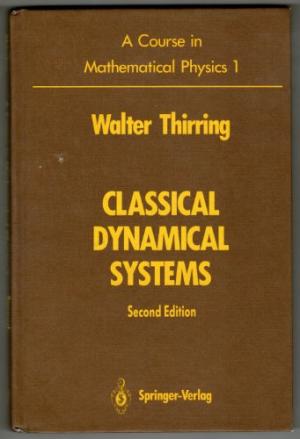 A Course in
Mathematical Physics 1
Walter Thirring
CLASSICAL
DYNAMICAL
SYSTEMS
Second Edition
Springer-Verlag